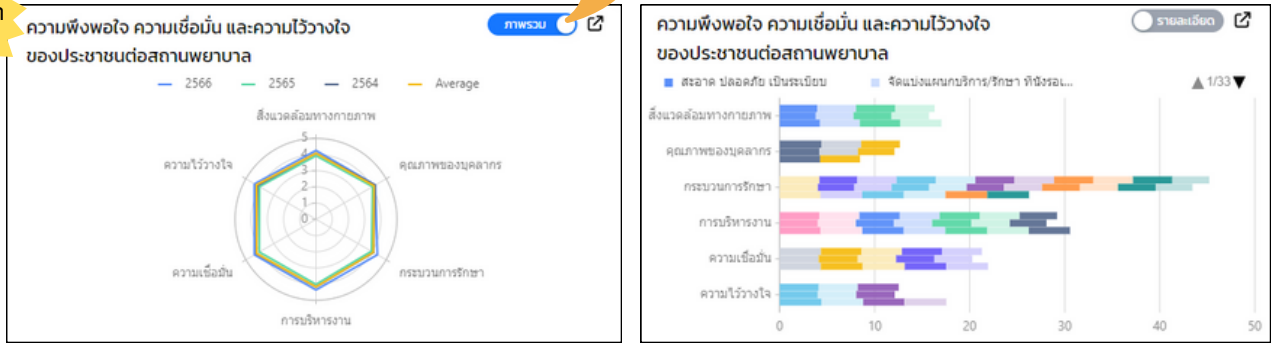 ความพึงพอใจ ความเชื่อมั่น และความไว้วางใจ
ของประชาชนต่อสถานพยาบาล
ภาพรวม
2566 2565 2564 Average
สิ่งแวดล้อมทางกายภาพ
คุณภาพของบุคลากร
กระบวนการรักษา
การบริหารงาน
ความเชื่อมั่น
ความไว้วางใจ
5
4
3
2
1
0
ความพึงพอใจ ความเชื่อมั่น และความไว้วางใจ
ของประชาชนต่อสถานพยาบาล
รายละเอียด
สะอาด ปลอดภัย เป็นระเบียบ จัดแบ่งแผนกบริการ/รักษา ที่นั่งรอ... 1/33
สิ่งแวดล้อมทางกายภาพ
คุณภาพของบุคลากร
กระบวนการรักษา
การบริหารงาน
ความเชื่อมั่น
ความไว้วางใจ
0 10 20 30 40 50